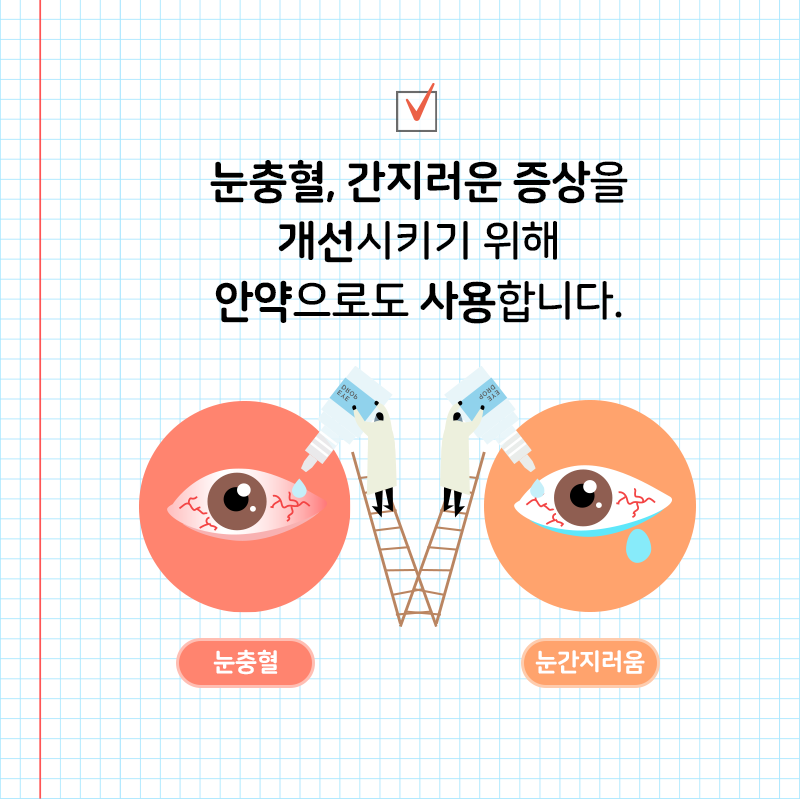 눈충혈, 간지러운 증상을
개선시키기 위해
안약으로도 사용합니다.
EYE DROP
EYE DROP
눈충혈
눈간지러움